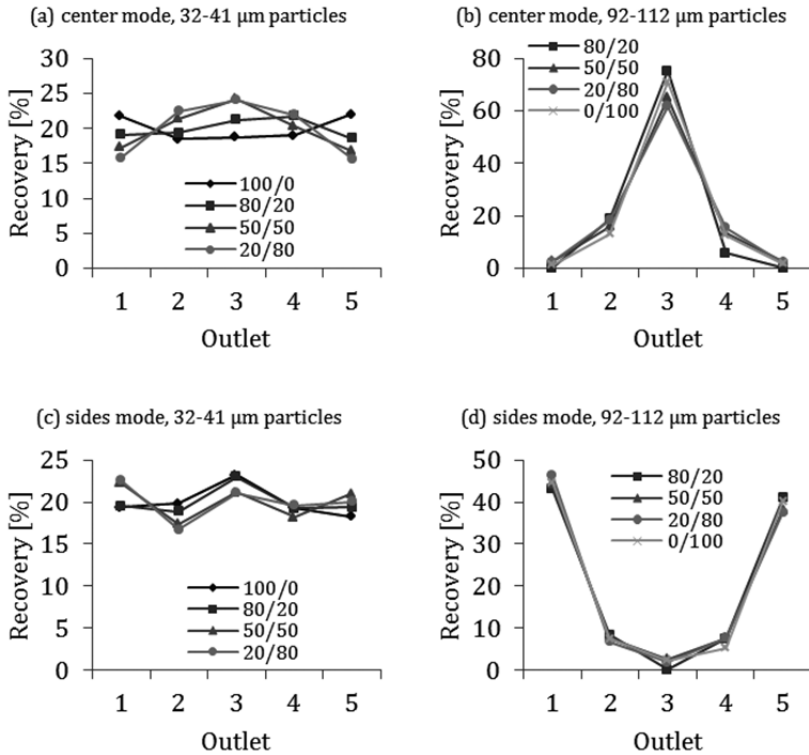 (a) center mode, 32-41 μm particles
Recovery [%]
30
25
20
15
10
5
0
100/0
80/20
50/50
20/80
1 2 3 4 5
Outlet
(b) center mode, 92-112 μm particles
Recovery [%]
80
60
40
20
0
80/20
50/50
20/80
0/100
1 2 3 4 5
Outlet
(c) sides mode, 32-41 μm particles
Recovery [%]
25
20
15
10
5
0
100/0
80/20
50/50
20/80
1 2 3 4 5
Outlet
(d) sides mode, 92-112 μm particles
Recovery [%]
50
40
30
20
10
0
80/20
50/50
20/80
0/100
1 2 3 4 5
Outlet